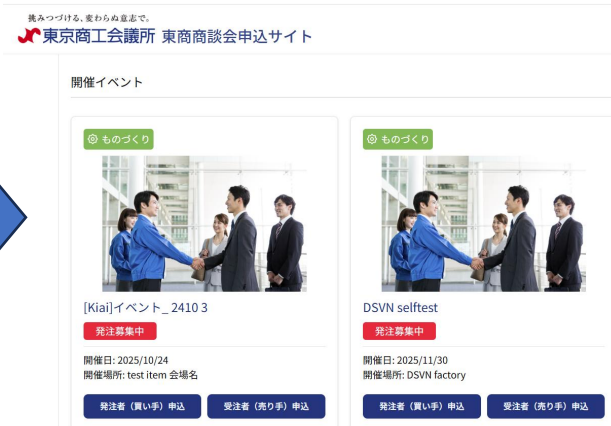 挑みつづける、変わらぬ意志で。
東京商工会議所 東商商談会申込サイト
開催イベント
ものづくり
[Kiai]イベント_ 2410 3
発注募集中
開催日: 2025/10/24
開催場所: test item 会場名
発注者（買い手）申込
受注者（売り手）申込
ものづくり
DSVN selftest
発注募集中
開催日: 2025/11/30
開催場所: DSVN factory
発注者（買い手）申込
受注者（売り手）申込